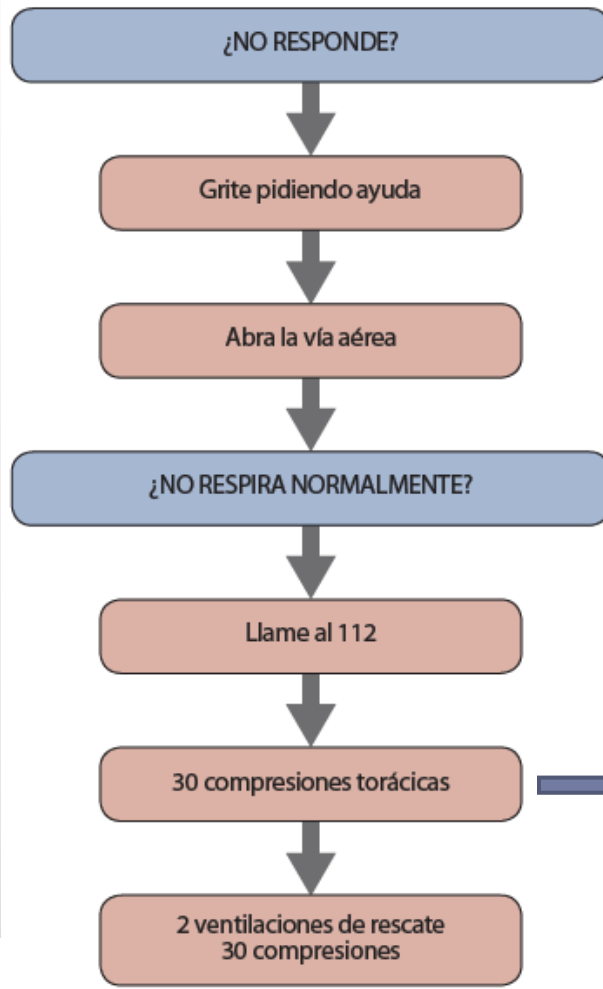 ¿NO RESPONDE?
Grite pidiendo ayuda
Abra la vía aérea
¿NO RESPIRA NORMALMENTE?
Llame al 112
30 compresiones torácicas
2 ventilaciones de rescate
30 compresiones